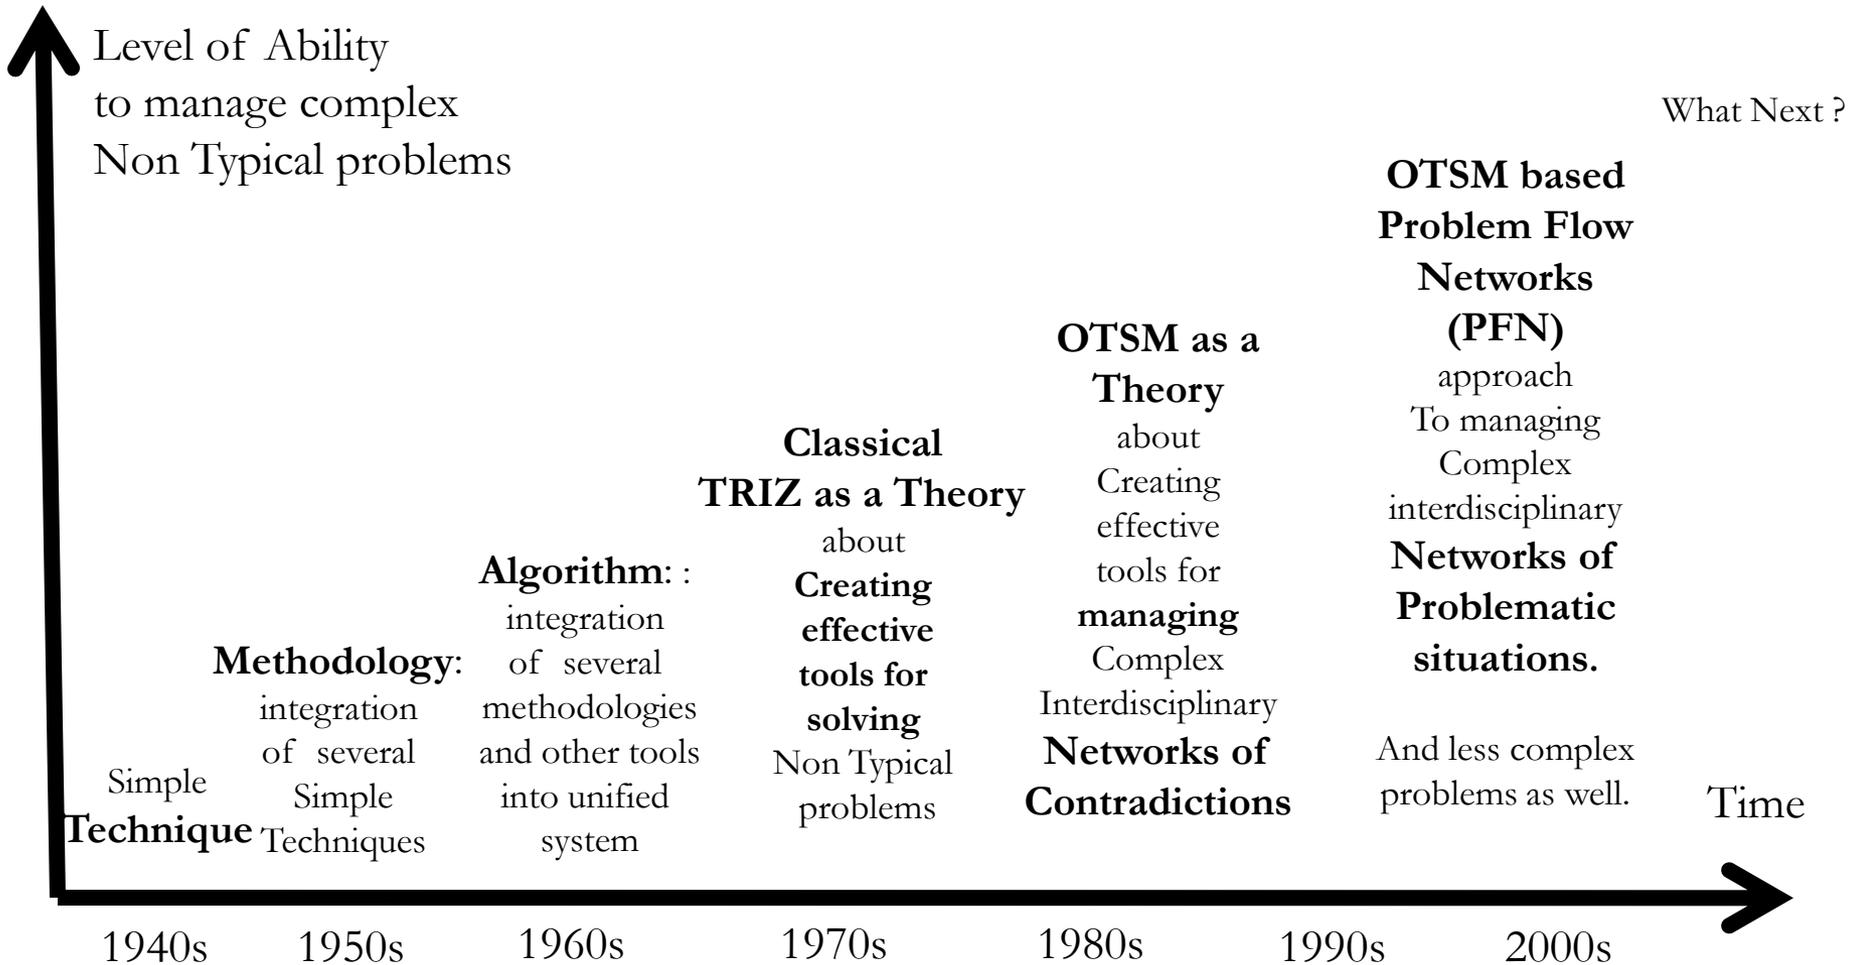 Level of Ability
to manage complex
Non Typical problems
What Next ?
Simple
Technique
Methodology:
integration
of several
Simple
Techniques
Algorithm: :
integration
of several
methodologies
and other tools
into unified
system
Classical
TRIZ as a Theory
about
Creating
effective
tools for
solving
Non Typical
problems
OTSM as a
Theory
about
Creating
effective
tools for
managing
Complex
Interdisciplinary
Networks of
Contradictions
OTSM based
Problem Flow
Networks
(PFN)
approach
To managing
Complex
interdisciplinary
Networks of
Problematic
situations.
And less complex
problems as well.
Time
1940s
1950s
1960s
1970s
1980s
1990s
2000s